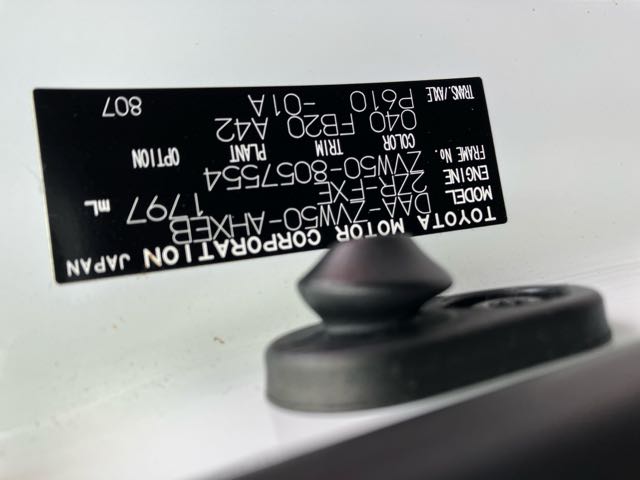 TOYOTA MOTOR CORPORATION JAPAN
MODEL DAA-ZVW50-AHXEB
ENGINE 2ZR-FXE 1797 mL
FRAME No. ZVW50-8057554
COLOR TRIM PLANT OPTION
040 FB20 A42
TRANS./AXLE P610 -01A 807